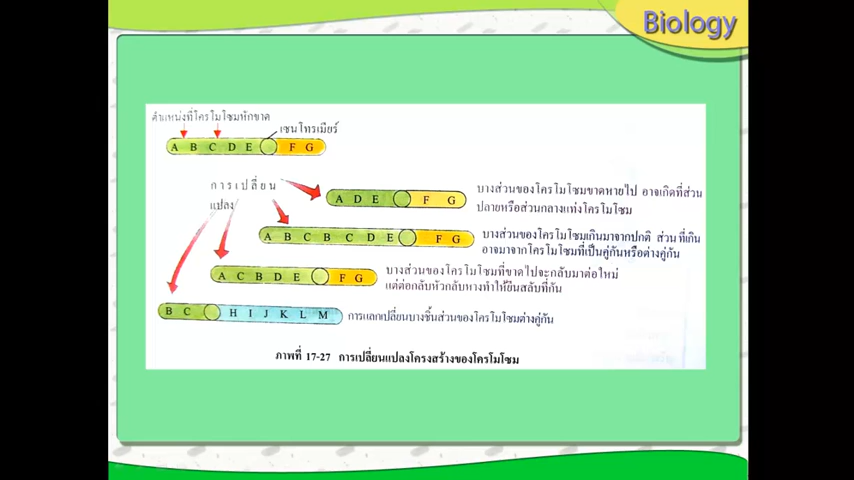 Biology
ตำแหน่งที่โครโมโซมหักขาด
เซนโทรเมียร์
A B C D E F G
การเปลี่ยน
แปลง
A D E F G
บางส่วนของโครโมโซมขาดหายไป อาจเกิดที่ส่วน
ปลายหรือส่วนกลางแท่งโครโมโซม
A B C B C D E F G
บางส่วนของโครโมโซมเกินมาจากปกติ ส่วนที่เกิน
อาจมาจากโครโมโซมที่เป็นคู่กันหรือต่างคู่กัน
A C B D E F G
บางส่วนของโครโมโซมที่ขาดไปจะกลับมาต่อใหม่
แต่ต่อกลับหัวกลับหางทำให้ยีนสลับที่กัน
B C H I J K L M
การแลกเปลี่ยนบางชิ้นส่วนของโครโมโซมต่างคู่กัน
ภาพที่ 17-27 การเปลี่ยนแปลงโครงสร้างของโครโมโซม